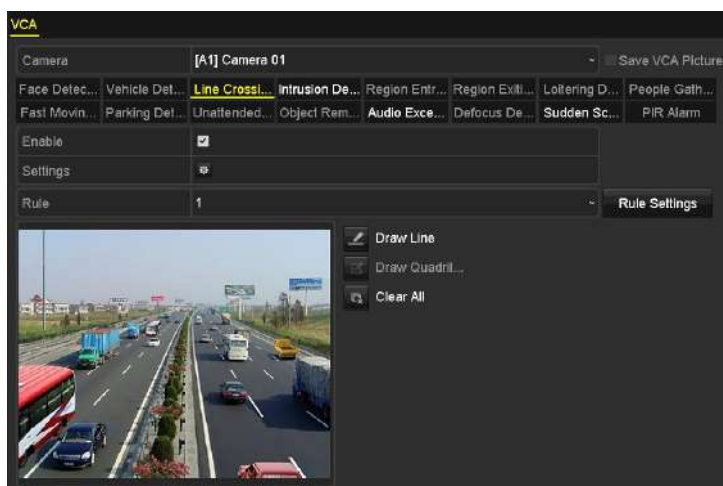 VCA
Camera [A1] Camera 01 Save VCA Picture
Face Detec... Vehicle Det... Line Crossi... Intrusion De... Region Entr... Region Exiti... Loitering D... People Gath...
Fast Movin... Parking Det... Unattended... Object Rem... Audio Exce... Defocus De... Sudden Sc... PIR Alarm
Enable
Settings
Rule 1 Rule Settings
Draw Line
Draw Quadril...
Clear All